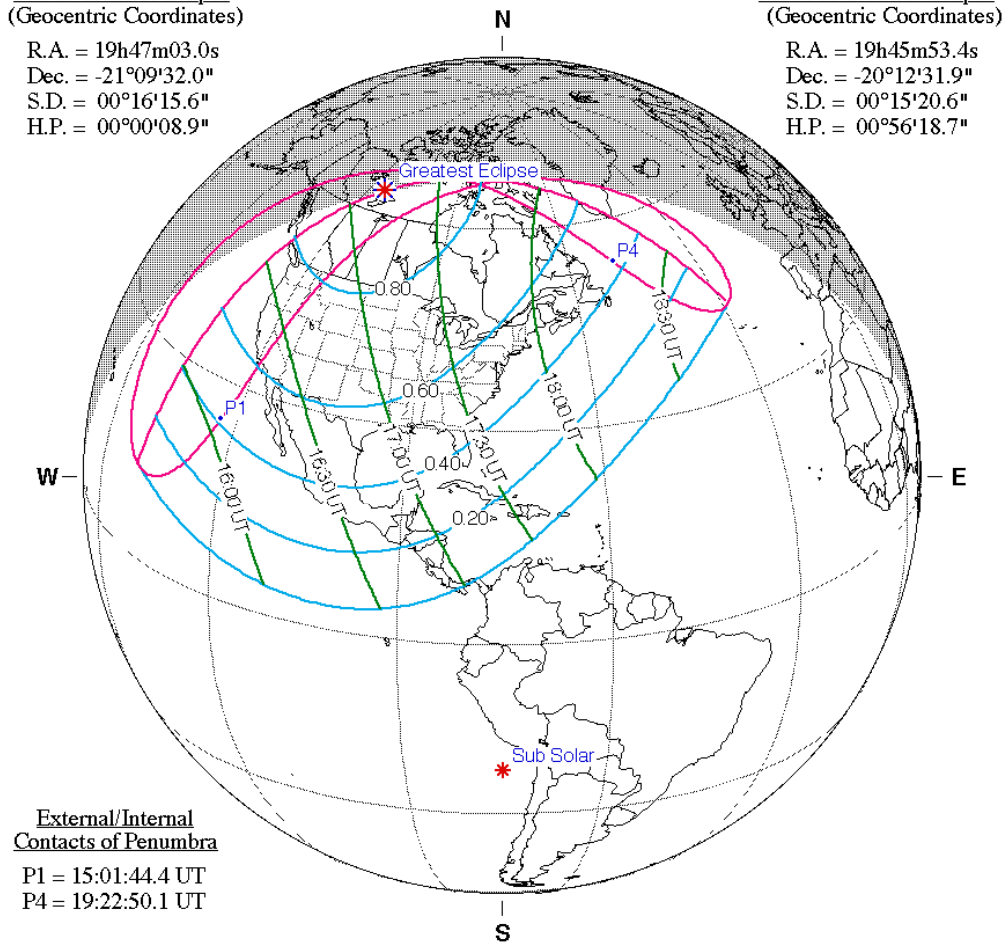 N
(Geocentric Coordinates)
R.A. = 19h47m03.0s
Dec. = -21°09'32.0"
S.D. = 00°16'15.6"
H.P. = 00°00'08.9"
(Geocentric Coordinates)
R.A. = 19h45m53.4s
Dec. = -20°12'31.9"
S.D. = 00°15'20.6"
H.P. = 00°56'18.7"
Greatest Eclipse
P4
0.80
18:30 UT
0.60
P1
18:00 UT
17:30 UT
17:00 UT
0.40
16:30 UT
16:00 UT
W
E
0.20
Sub Solar
External/Internal
Contacts of Penumbra
P1 = 15:01:44.4 UT
P4 = 19:22:50.1 UT
S